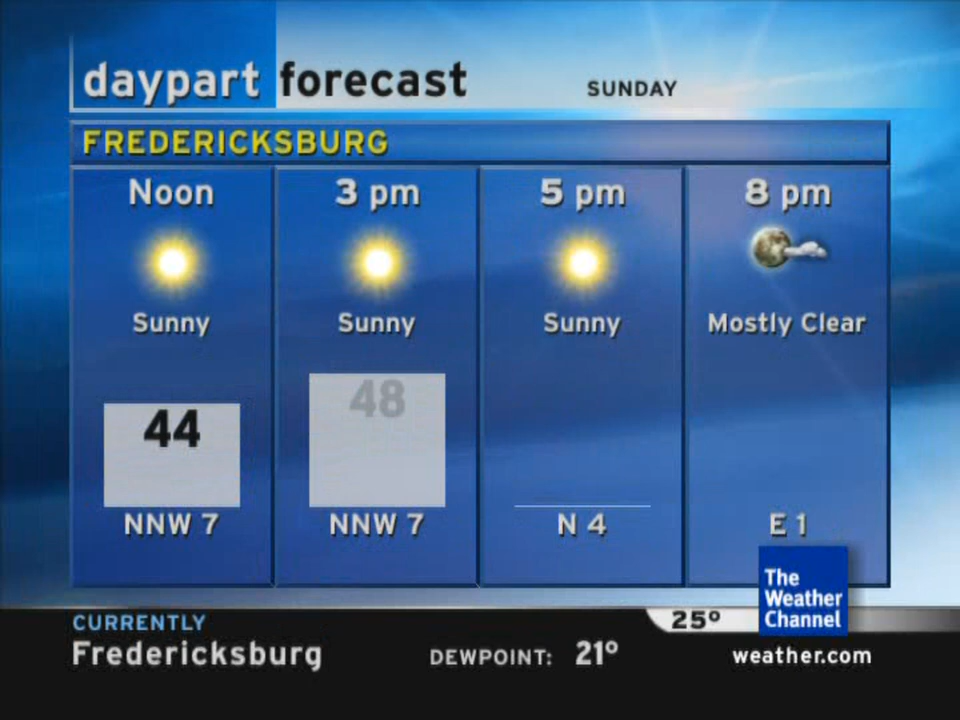 daypart forecast SUNDAY
FREDERICKSBURG
Noon 3 pm 5 pm 8 pm
Sunny Sunny Sunny Mostly Clear
44 48
NNW 7 NNW 7 N 4 E 1
The
Weather
Channel
CURRENTLY 25°
Fredericksburg DEWPOINT: 21° weather.com